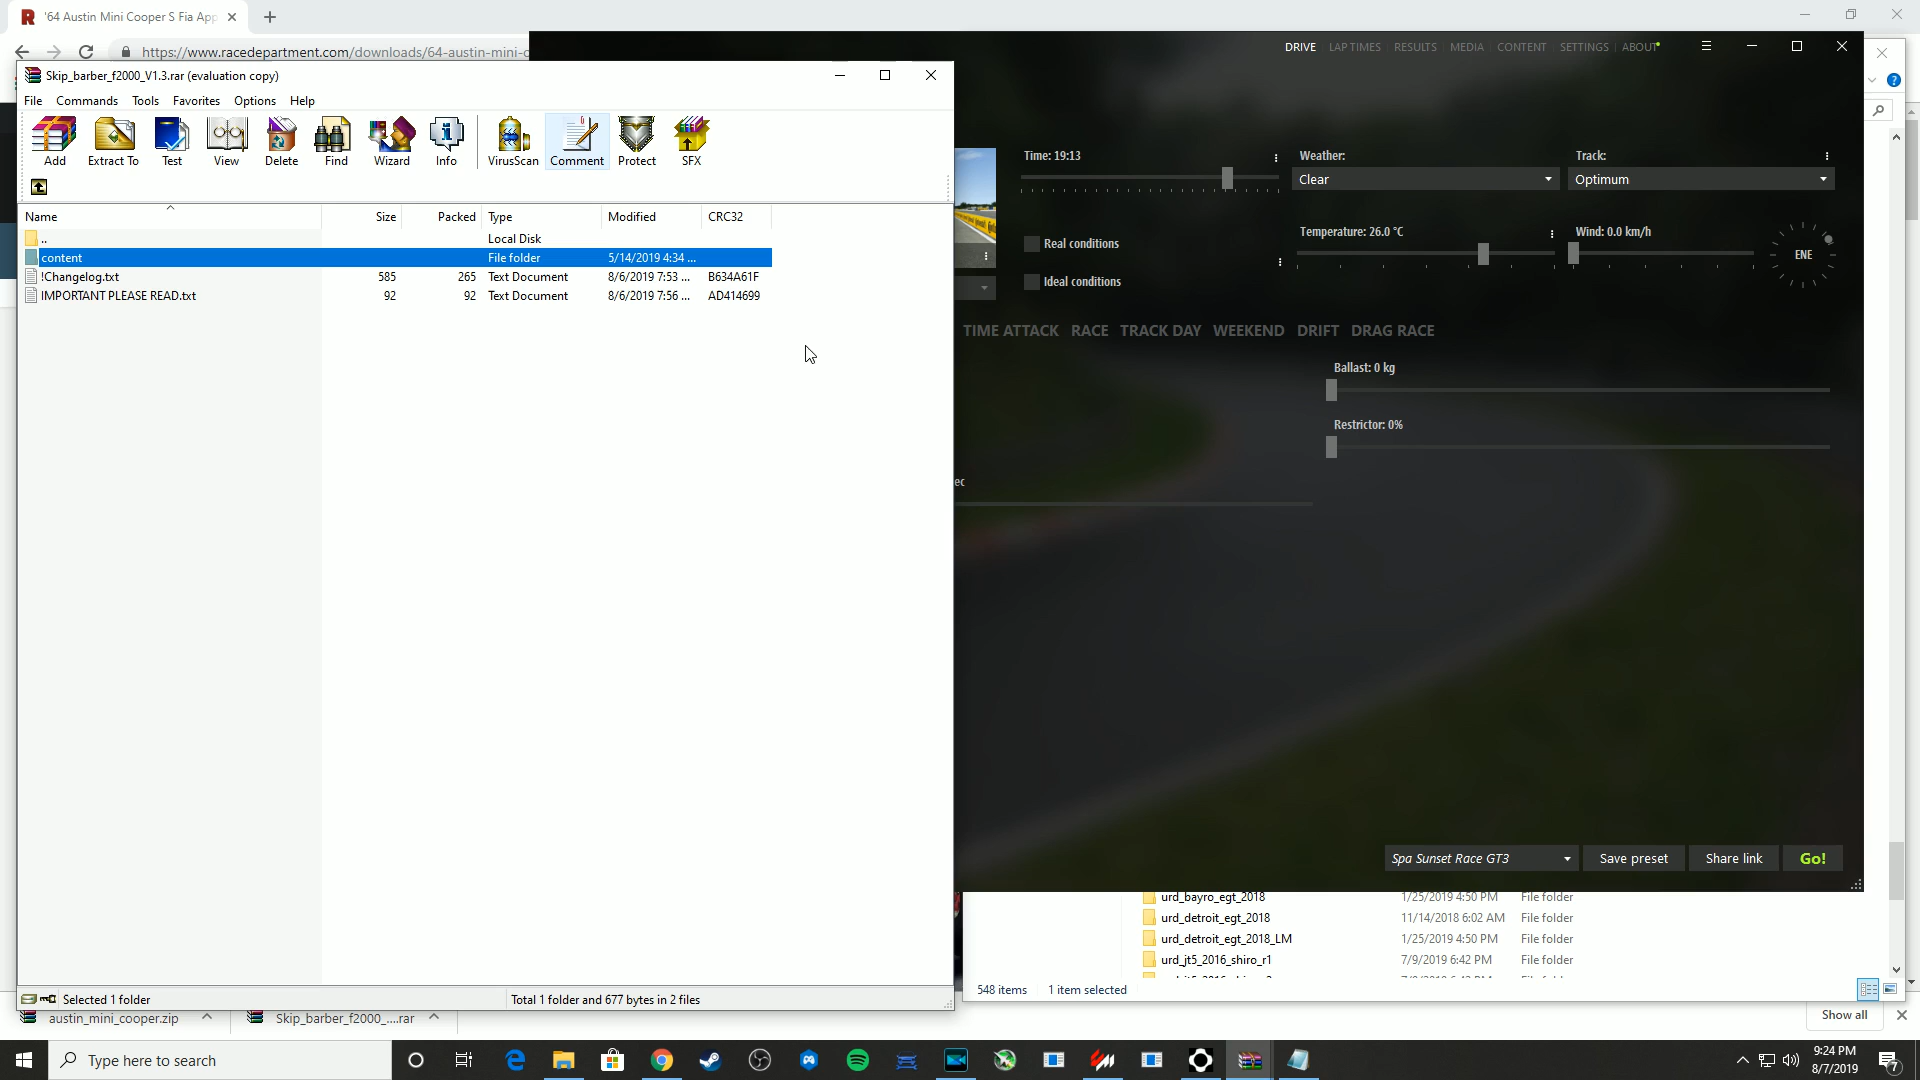 '64 Austin Mini Cooper S Fia App
https://www.racedepartment.com/downloads/64-austin-mini-c
Skip_barber_f2000_V1.3.rar (evaluation copy)
File Commands Tools Favorites Options Help
Add Extract To Test View Delete Find Wizard Info VirusScan Comment Protect SFX
Name Size Packed Type Modified CRC32
.. Local Disk
content File folder 5/14/2019 4:34 ...
!Changelog.txt 585 265 Text Document 8/6/2019 7:53 ... B634A61F
IMPORTANT PLEASE READ.txt 92 92 Text Document 8/6/2019 7:56 ... AD414699
Selected 1 folder
Total 1 folder and 677 bytes in 2 files
DRIVE LAP TIMES RESULTS MEDIA CONTENT SETTINGS ABOUT
Time: 19:13 Weather: Track:
Clear Optimum
Temperature: 26.0 °C Wind: 0.0 km/h
Real conditions
ENE
Ideal conditions
TIME ATTACK RACE TRACK DAY WEEKEND DRIFT DRAG RACE
Ballast: 0 kg
Restrictor: 0%
ec
Spa Sunset Race GT3 Save preset Share link Go!
urd_bayro_egt_2018 1/25/2019 4:50 PM File folder
urd_detroit_egt_2018 11/14/2018 6:02 AM File folder
urd_detroit_egt_2018_LM 1/25/2019 4:50 PM File folder
urd_jt5_2016_shiro_r1 7/9/2019 6:42 PM File folder
548 items 1 item selected
austin_mini_cooper.zip Skip_barber_f2000_....rar Show all
Type here to search
9:24 PM
8/7/2019
7